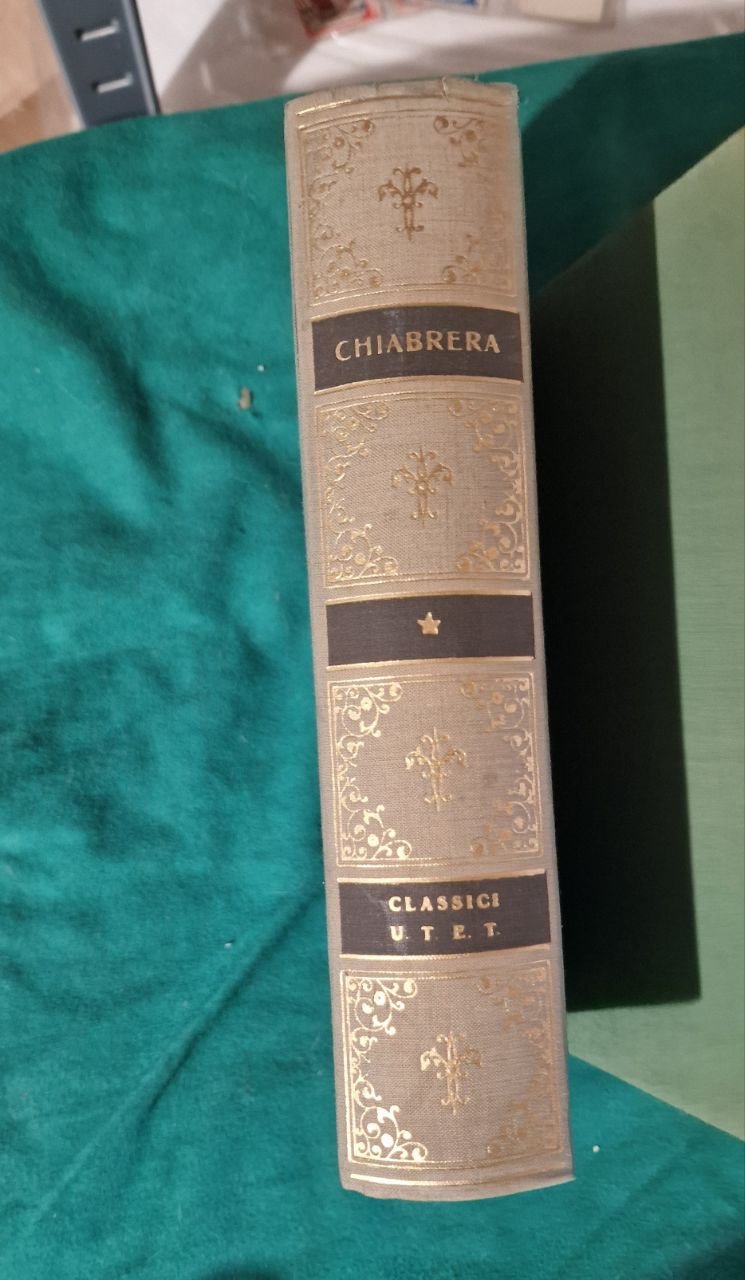 CHIABRERA
CLASSICI
U. T. E. T.